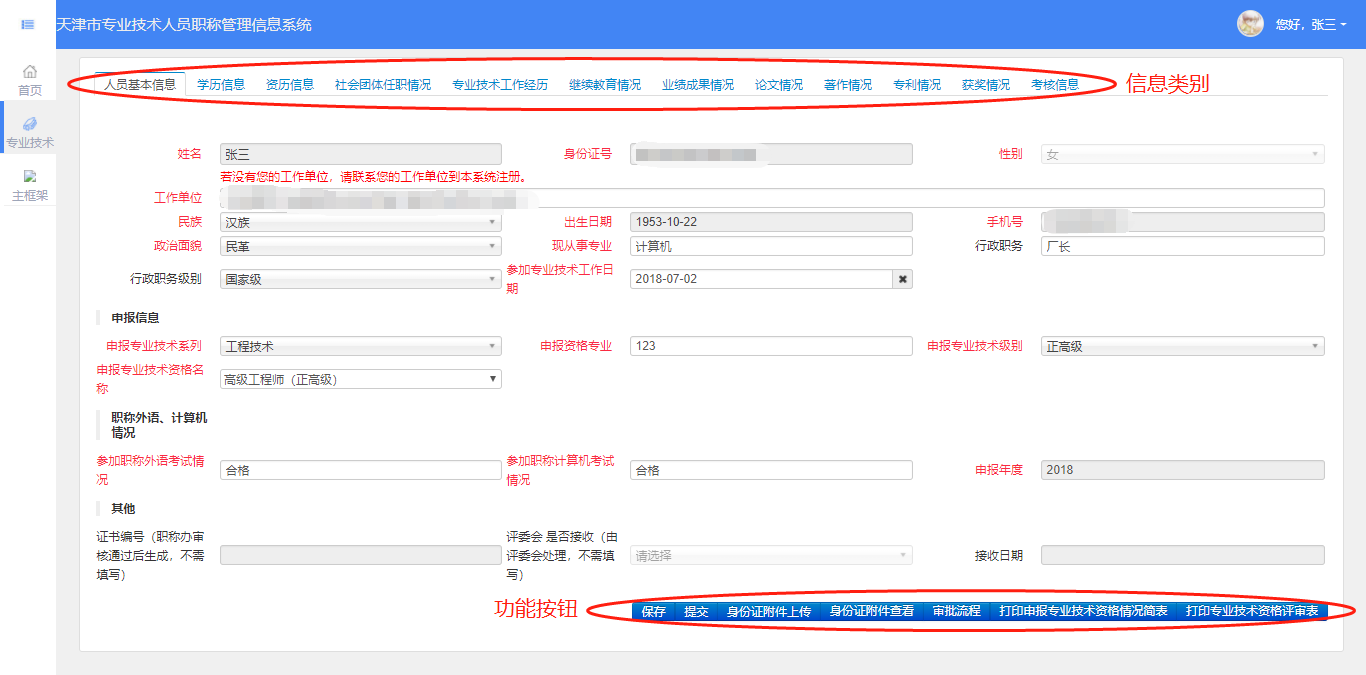 天津市专业技术人员职称管理信息系统
您好，张三
首页
专业技术
主框架
人员基本信息 学历信息 资历信息 社会团体任职情况 专业技术工作经历 继续教育情况 业绩成果情况 论文情况 著作情况 专利情况 获奖情况 考核信息
信息类别
姓名 张三 身份证号 性别 女
若没有您的工作单位，请联系您的工作单位到本系统注册。
工作单位
民族 汉族 出生日期 1953-10-22 手机号
政治面貌 民革 现从事专业 计算机 行政职务 厂长
行政职务级别 国家级 参加专业技术工作日
期 2018-07-02
申报信息
申报专业技术系列 工程技术 申报资格专业 123 申报专业技术级别 正高级
申报专业技术资格名
称 高级工程师（正高级）
职称外语、计算机
情况
参加职称外语考试情
况 合格 参加职称计算机考试
情况 合格 申报年度 2018
其他
证书编号（职称办审
核通过后生成，不需
填写）
评委会 是否接收（由
评委会处理，不需填
写） 请选择 接收日期
功能按钮
保存 提交 身份证附件上传 身份证附件查看 审批流程 打印申报专业技术资格情况简表 打印专业技术资格评审表